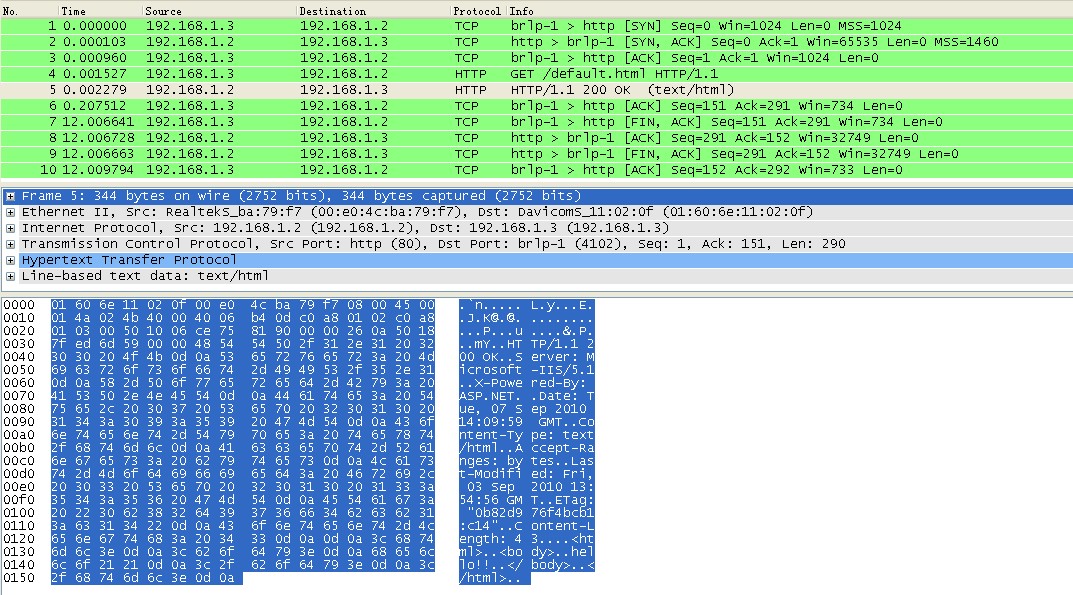 No. Time Source Destination Protocol Info
1 0.000000 192.168.1.3 192.168.1.2 TCP brlp-1 > http [SYN] Seq=0 Win=1024 Len=0 MSS=1024
2 0.000103 192.168.1.2 192.168.1.3 TCP http > brlp-1 [SYN, ACK] Seq=0 Ack=1 Win=65535 Len=0 MSS=1460
3 0.000960 192.168.1.3 192.168.1.2 TCP brlp-1 > http [ACK] Seq=1 Ack=1 Win=1024 Len=0
4 0.001527 192.168.1.3 192.168.1.2 HTTP GET /default.html HTTP/1.1
5 0.002279 192.168.1.2 192.168.1.3 HTTP HTTP/1.1 200 OK (text/html)
6 0.207512 192.168.1.3 192.168.1.2 TCP brlp-1 > http [ACK] Seq=151 Ack=291 Win=734 Len=0
7 12.006641 192.168.1.3 192.168.1.2 TCP brlp-1 > http [FIN, ACK] Seq=151 Ack=291 Win=734 Len=0
8 12.006728 192.168.1.2 192.168.1.3 TCP http > brlp-1 [ACK] Seq=291 Ack=152 Win=32749 Len=0
9 12.006663 192.168.1.2 192.168.1.3 TCP http > brlp-1 [FIN, ACK] Seq=291 Ack=152 Win=32749 Len=0
10 12.009794 192.168.1.3 192.168.1.2 TCP brlp-1 > http [ACK] Seq=152 Ack=292 Win=733 Len=0
Frame 5: 344 bytes on wire (2752 bits), 344 bytes captured (2752 bits)
Ethernet II, Src: RealtekS_ba:79:f7 (00:e0:4c:ba:79:f7), Dst: DavicomS_11:02:0f (01:60:6e:11:02:0f)
Internet Protocol, Src: 192.168.1.2 (192.168.1.2), Dst: 192.168.1.3 (192.168.1.3)
Transmission Control Protocol, Src Port: http (80), Dst Port: brlp-1 (4102), Seq: 1, Ack: 151, Len: 290
Hypertext Transfer Protocol
Line-based text data: text/html
0000 01 60 6e 11 02 0f 00 e0 4c ba 79 f7 08 00 45 00 .`n..... L.y...E.
0010 01 4a 02 4b 40 00 40 06 b4 0d c0 a8 01 02 c0 a8 .J.K@.@. ........
0020 01 03 00 50 10 06 ce 75 81 90 00 00 26 0a 50 18 ...P...u ....&.P.
0030 7f ed 6d 59 00 00 48 54 54 50 2f 31 2e 31 20 32 ..mY..HT TP/1.1 2
0040 30 30 20 4f 4b 0d 0a 53 65 72 76 65 72 3a 20 4d 00 OK..S erver: M
0050 69 63 72 6f 73 6f 66 74 2d 49 49 53 2f 35 2e 31 icrosoft -IIS/5.1
0060 0d 0a 58 2d 50 6f 77 65 72 65 64 2d 42 79 3a 20 ..X-Powe red-By:
0070 41 53 50 2e 4e 45 54 0d 0a 44 61 74 65 3a 20 54 ASP.NET. .Date: T
0080 75 65 2c 20 30 37 20 53 65 70 20 32 30 31 30 20 ue, 07 S ep 2010
0090 31 34 3a 30 39 3a 35 39 20 47 4d 54 0d 0a 43 6f 14:09:59 GMT..Co
00a0 6e 74 65 6e 74 2d 54 79 70 65 3a 20 74 65 78 74 ntent-Ty pe: text
00b0 2f 68 74 6d 6c 0d 0a 41 63 63 65 70 74 2d 52 61 /html..A ccept-Ra
00c0 6e 67 65 73 3a 20 62 79 74 65 73 0d 0a 4c 61 73 nges: by tes..Las
00d0 74 2d 4d 6f 64 69 66 69 65 64 3a 20 46 72 69 2c t-Modifi ed: Fri,
00e0 20 30 33 20 53 65 70 20 32 30 31 30 20 31 33 3a 03 Sep 2010 13:
00f0 35 34 3a 35 36 20 47 4d 54 0d 0a 45 54 61 67 3a 54:56 GM T..ETag:
0100 20 22 30 62 38 32 64 39 37 36 66 34 62 63 62 31 "0b82d9 76f4bcb1
0110 3a 63 31 34 22 0d 0a 43 6f 6e 74 65 6e 74 2d 4c :c14"..C ontent-L
0120 65 6e 67 74 68 3a 20 34 33 0d 0a 0d 0a 3c 68 74 ength: 4 3....<ht
0130 6d 6c 3e 0d 0a 3c 62 6f 64 79 3e 0d 0a 68 65 6c ml>..<bo dy>..hel
0140 6c 6f 21 21 0d 0a 3c 2f 62 6f 64 79 3e 0d 0a 3c lo!!..</ body>..<
0150 2f 68 74 6d 6c 3e 0d 0a /html>..